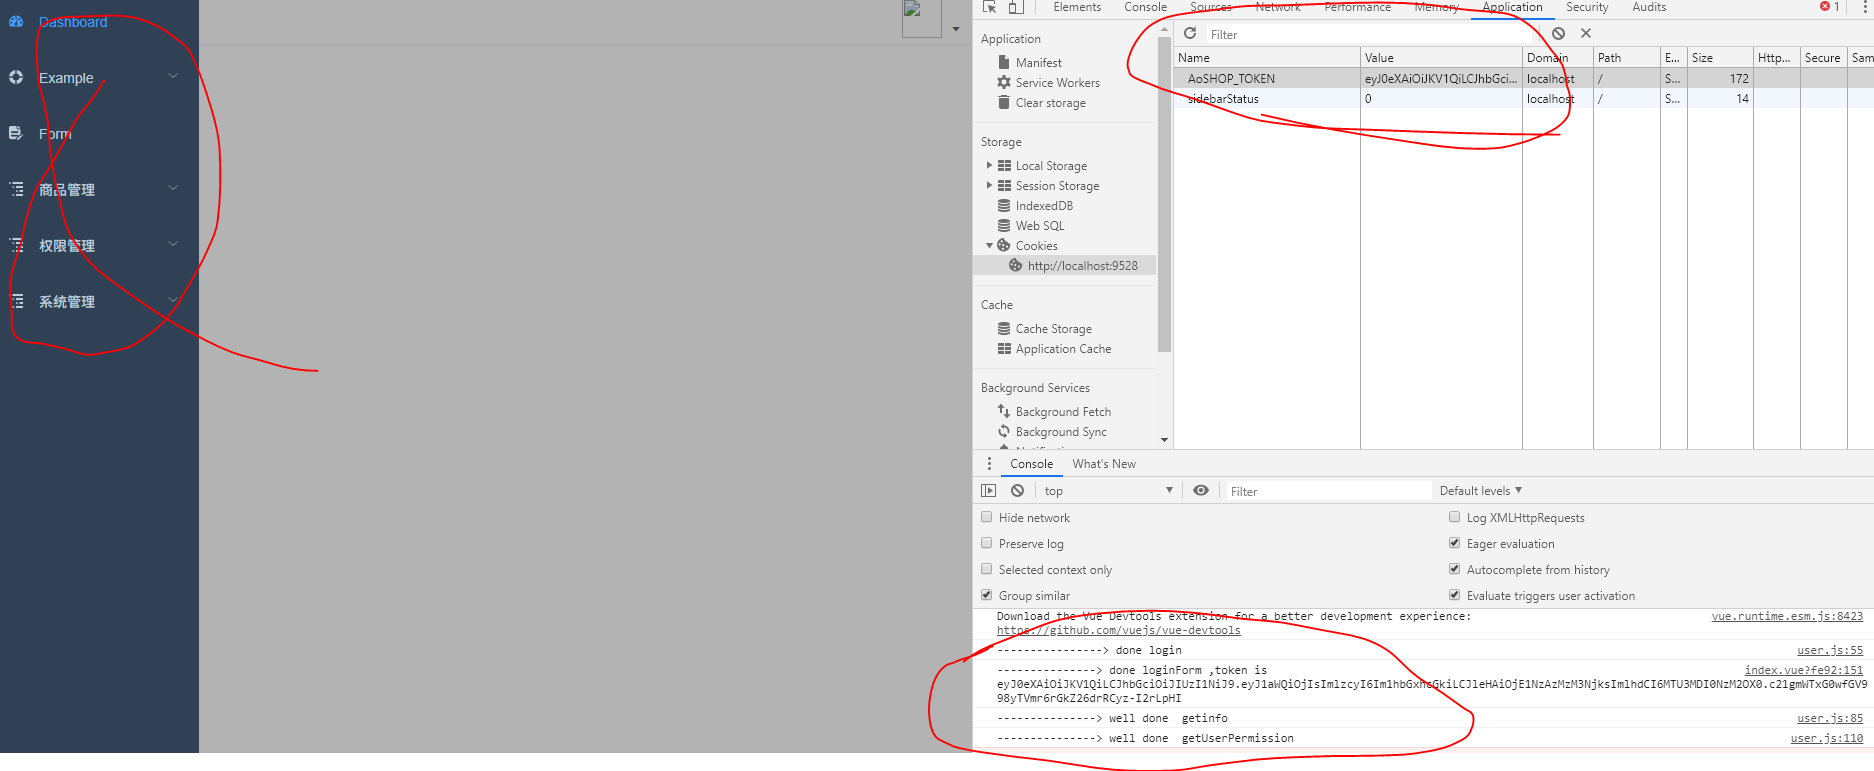 Dashboard
Example
Form
商品管理
权限管理
系统管理
Elements Console Sources Network Performance Memory Application Security Audits 1
Application
Manifest
Service Workers
Clear storage
Storage
Local Storage
Session Storage
IndexedDB
Web SQL
Cookies
http://localhost:9528
Cache
Cache Storage
Application Cache
Background Services
Background Fetch
Background Sync
Filter
Name Value Domain Path E... Size Http... Secure Sam
AoSHOP_TOKEN eyJ0eXAiOiJKV1QiLCJhbGci... localhost / S... 172
sidebarStatus 0 localhost / S... 14
Console What's New
top Filter Default levels
Hide network Log XMLHttpRequests
Preserve log Eager evaluation
Selected context only Autocomplete from history
Group similar Evaluate triggers user activation
Download the Vue Devtools extension for a better development experience: vue.runtime.esm.js:8423
https://github.com/vuejs/vue-devtools
----------------> done login user.js:55
---------------> done loginForm ,token is index.vue?fe92:151
eyJ0eXAiOiJKV1QiLCJhbGciOiJIUzI1NiJ9.eyJ1aWQiOjIsImlzcyI6Im1hbGxhcGkiLCJleHAiOjE1NzAzMzM3NjksImlhdCI6MTU3MDI0NzM2OX0.c21gmWTxG0wfGV9
98yTVmr6rGkZ26drRCyz-I2rLpHI
---------------> well done getinfo user.js:85
---------------> well done getUserPermission user.js:110